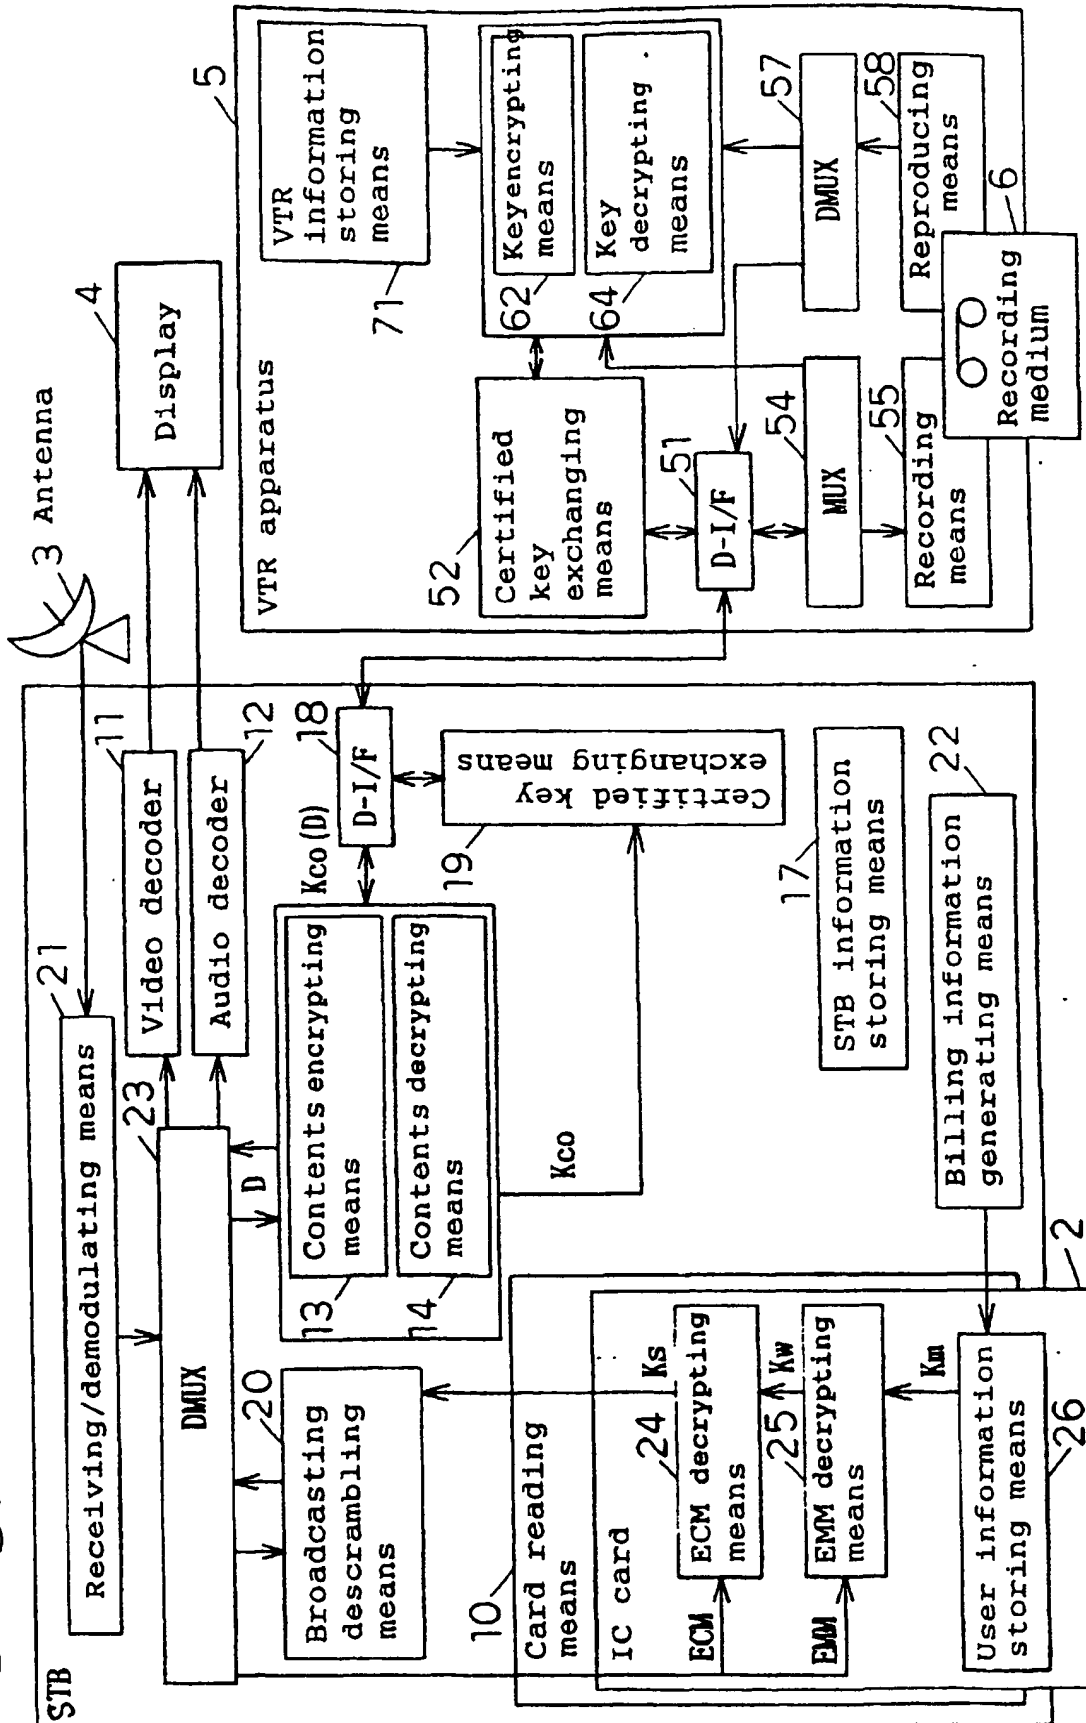 STB
Receiving/demodulating means
21
3
Antenna
Video decoder
11
Audio decoder
12
Display
4
DMUX
23
D
Broadcasting
descrambling
means
20
Contents encrypting
means
13
Contents decrypting
means
14
Kco(D)
D-I/F
18
Certified key
exchanging means
19
Kco
STB information
storing means
17
Billing information
generating means
22
Card reading
means
10
IC card
2
ECM
ECM decrypting
means
24
Ks
EMM
EMM decrypting
means
25
Kw
Km
User information
storing means
26
VTR apparatus
5
VTR
information
storing
means
71
Certified
key
exchanging
means
52
Keyencrypting
means
62
Key
decrypting
means
64
D-I/F
51
MUX
54
DMUX
57
Recording
means
55
Reproducing
means
58
Recording
medium
6